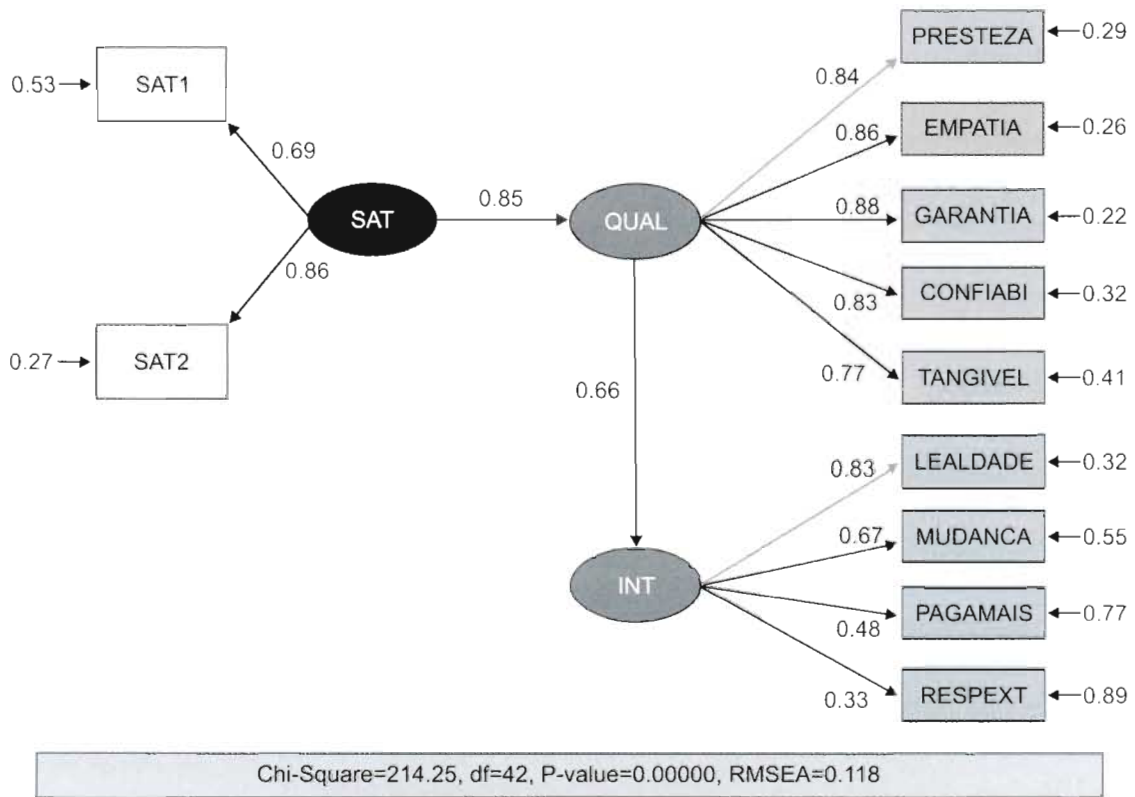 PRESTEZA
0.29
0.53
SAT1
0.84
EMPATIA
0.26
0.86
0.69
SAT
0.85
QUAL
0.88
GARANTIA
0.22
0.86
0.83
CONFIABI
0.32
0.27
SAT2
0.77
TANGIVEL
0.41
0.66
0.83
LEALDADE
0.32
0.67
MUDANCA
0.55
INT
0.48
PAGAMAIS
0.77
0.33
RESPEXT
0.89
Chi-Square=214.25, df=42, P-value=0.00000, RMSEA=0.118